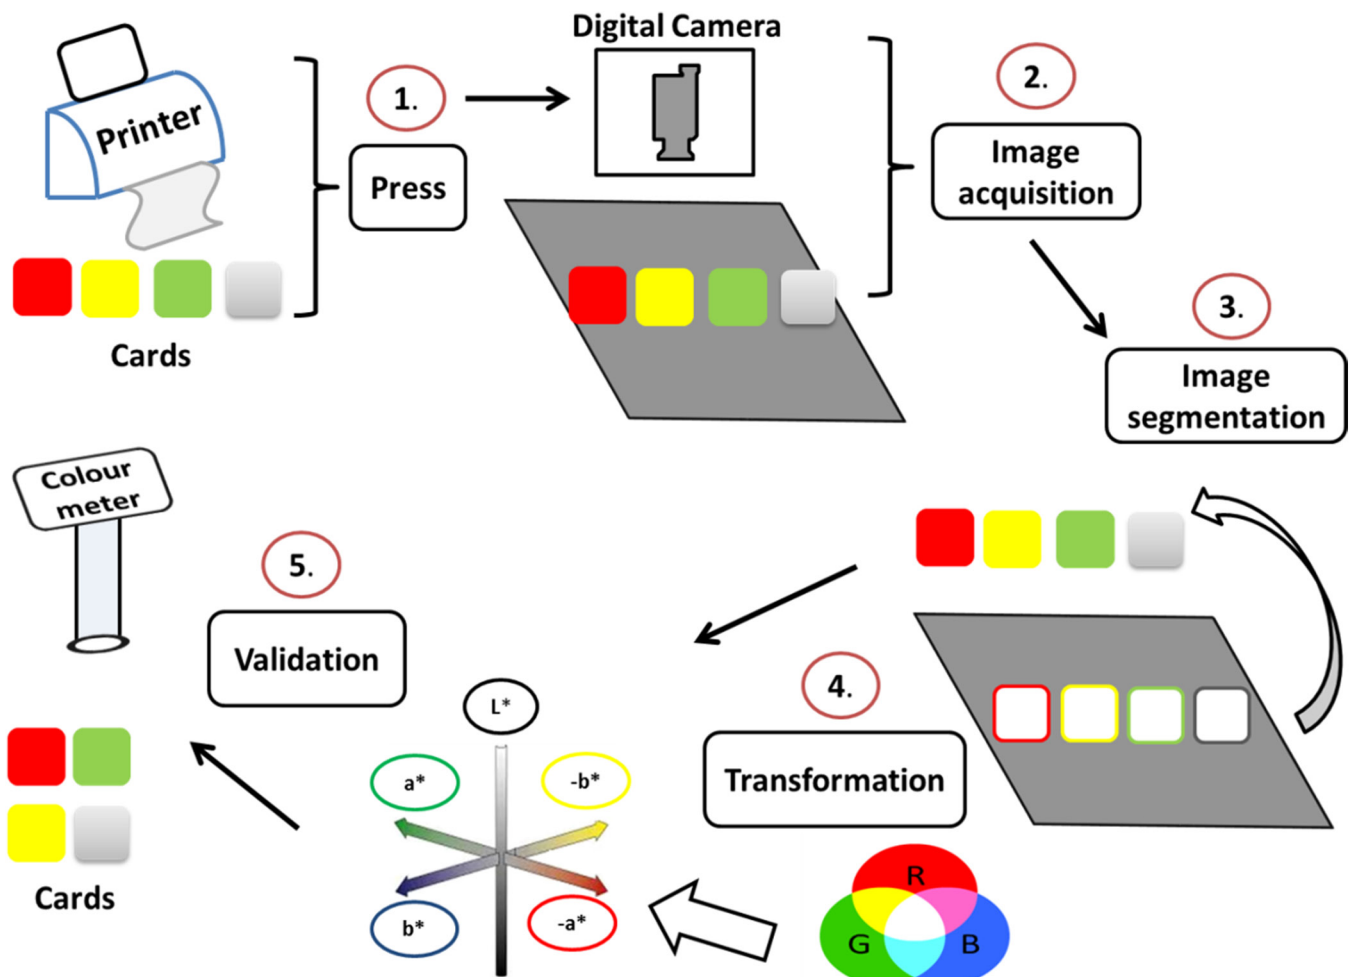 Digital Camera
Printer
1.
Press
2.
Image
acquisition
Cards
3.
Image
segmentation
Colour
meter
5.
Validation
4.
Transformation
L*
a*
-b*
b*
-a*
R
G
B
Cards